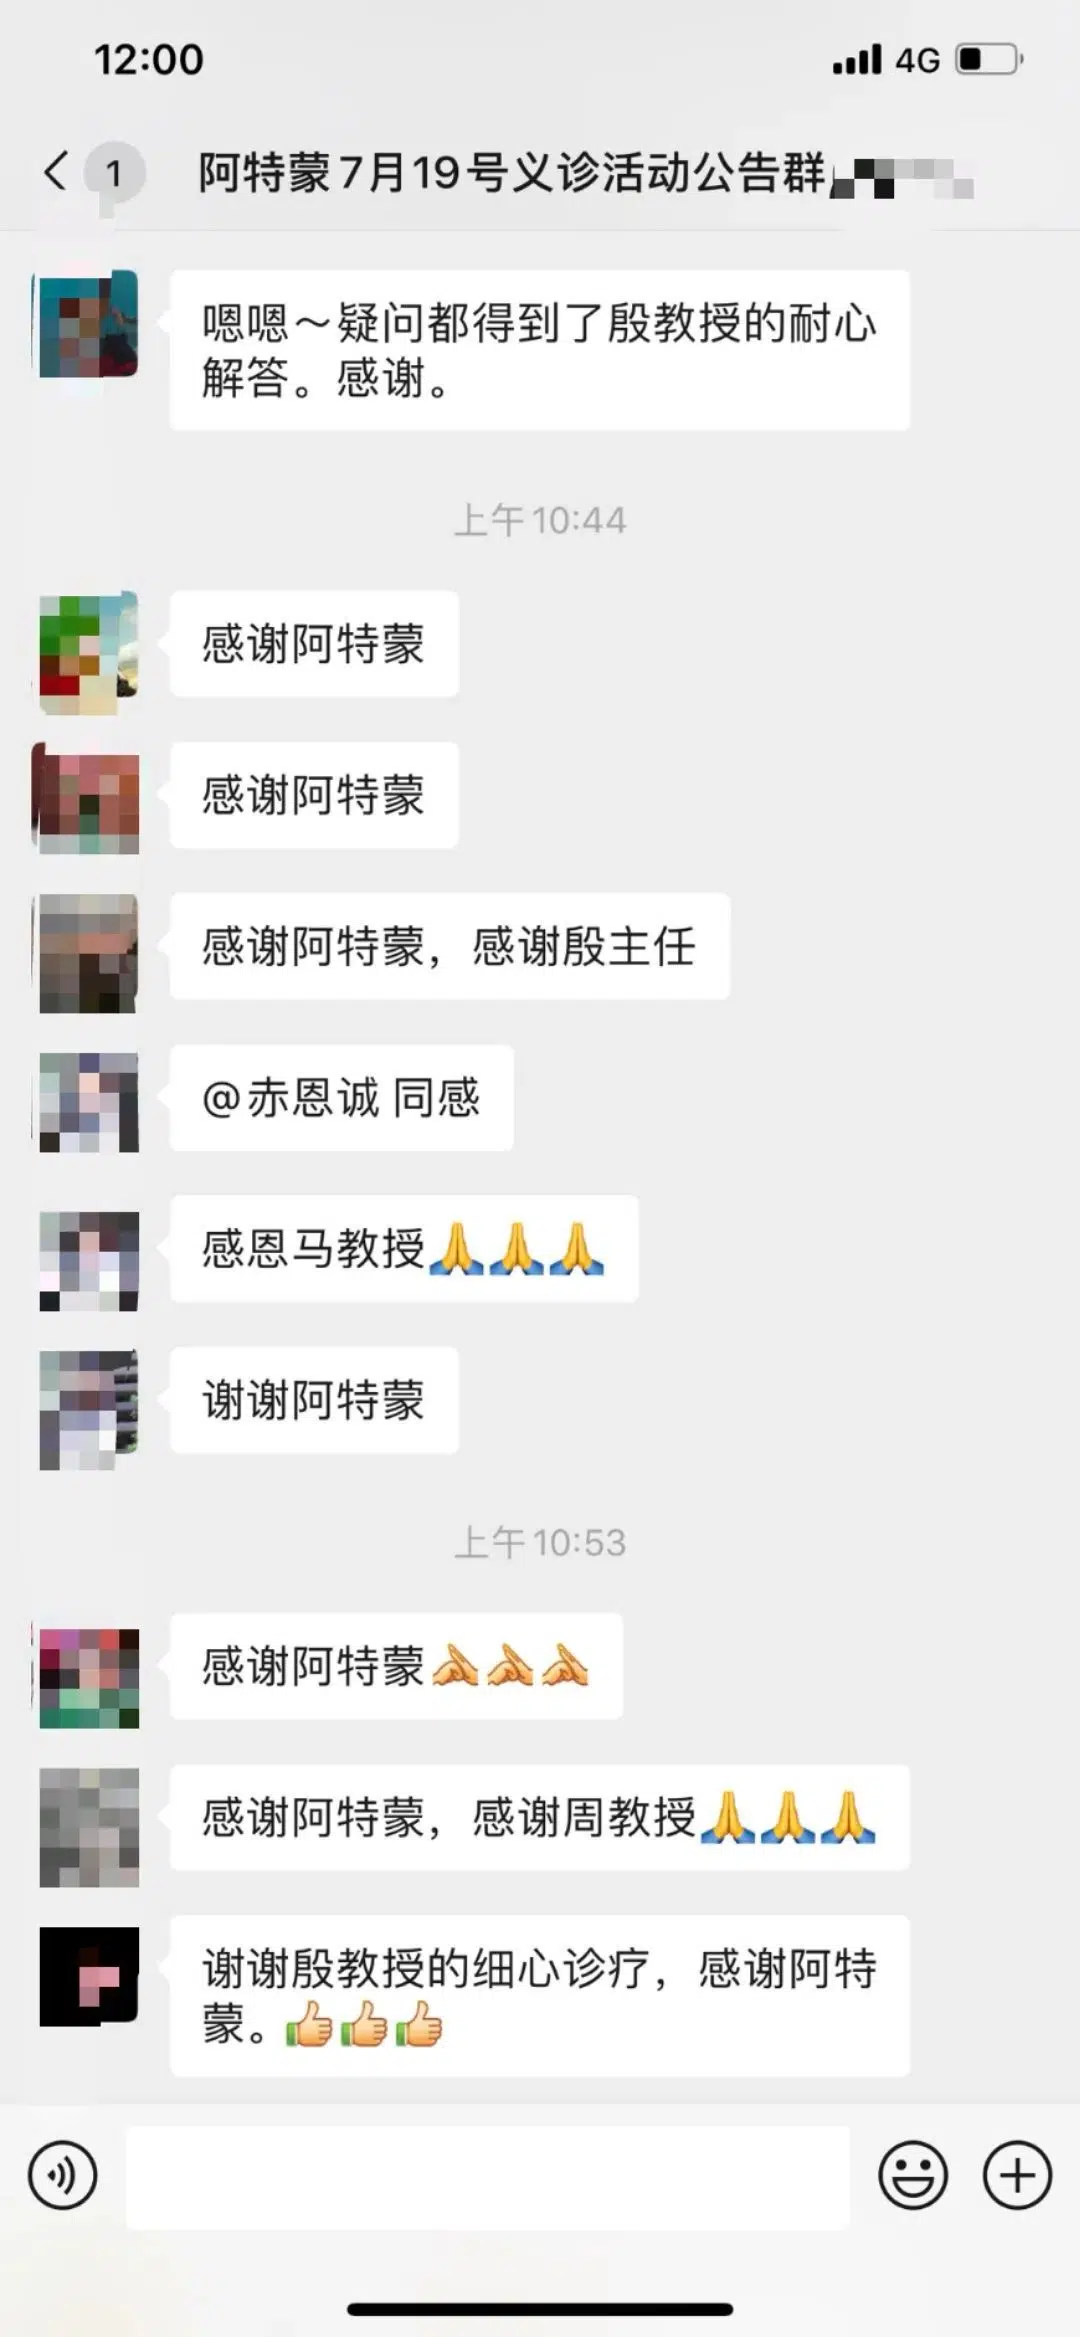 12:00
4G
1
阿特蒙7月19号义诊活动公告群
嗯嗯～疑问都得到了殷教授的耐心
解答。感谢。
上午10:44
感谢阿特蒙
感谢阿特蒙
感谢阿特蒙，感谢殷主任
@赤恩诚 同感
感恩马教授🙏🙏🙏
谢谢阿特蒙
上午10:53
感谢阿特蒙
感谢阿特蒙，感谢周教授🙏🙏🙏
谢谢殷教授的细心诊疗，感谢阿特
蒙。👍👍👍